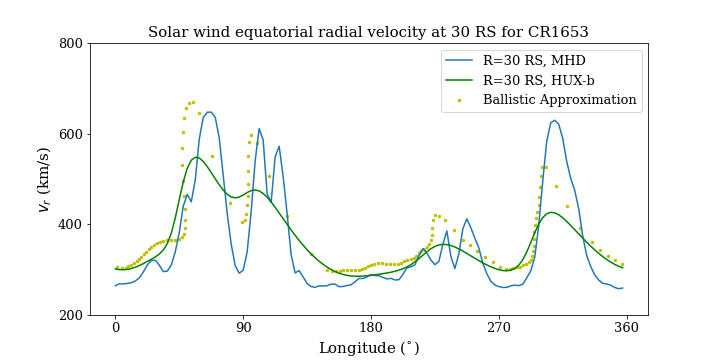 Solar wind equatorial radial velocity at 30 RS for CR1653
800
600
400
200
v_r (km/s)
R=30 RS, MHD
R=30 RS, HUX-b
Ballistic Approximation
0 90 180 270 360
Longitude (°)